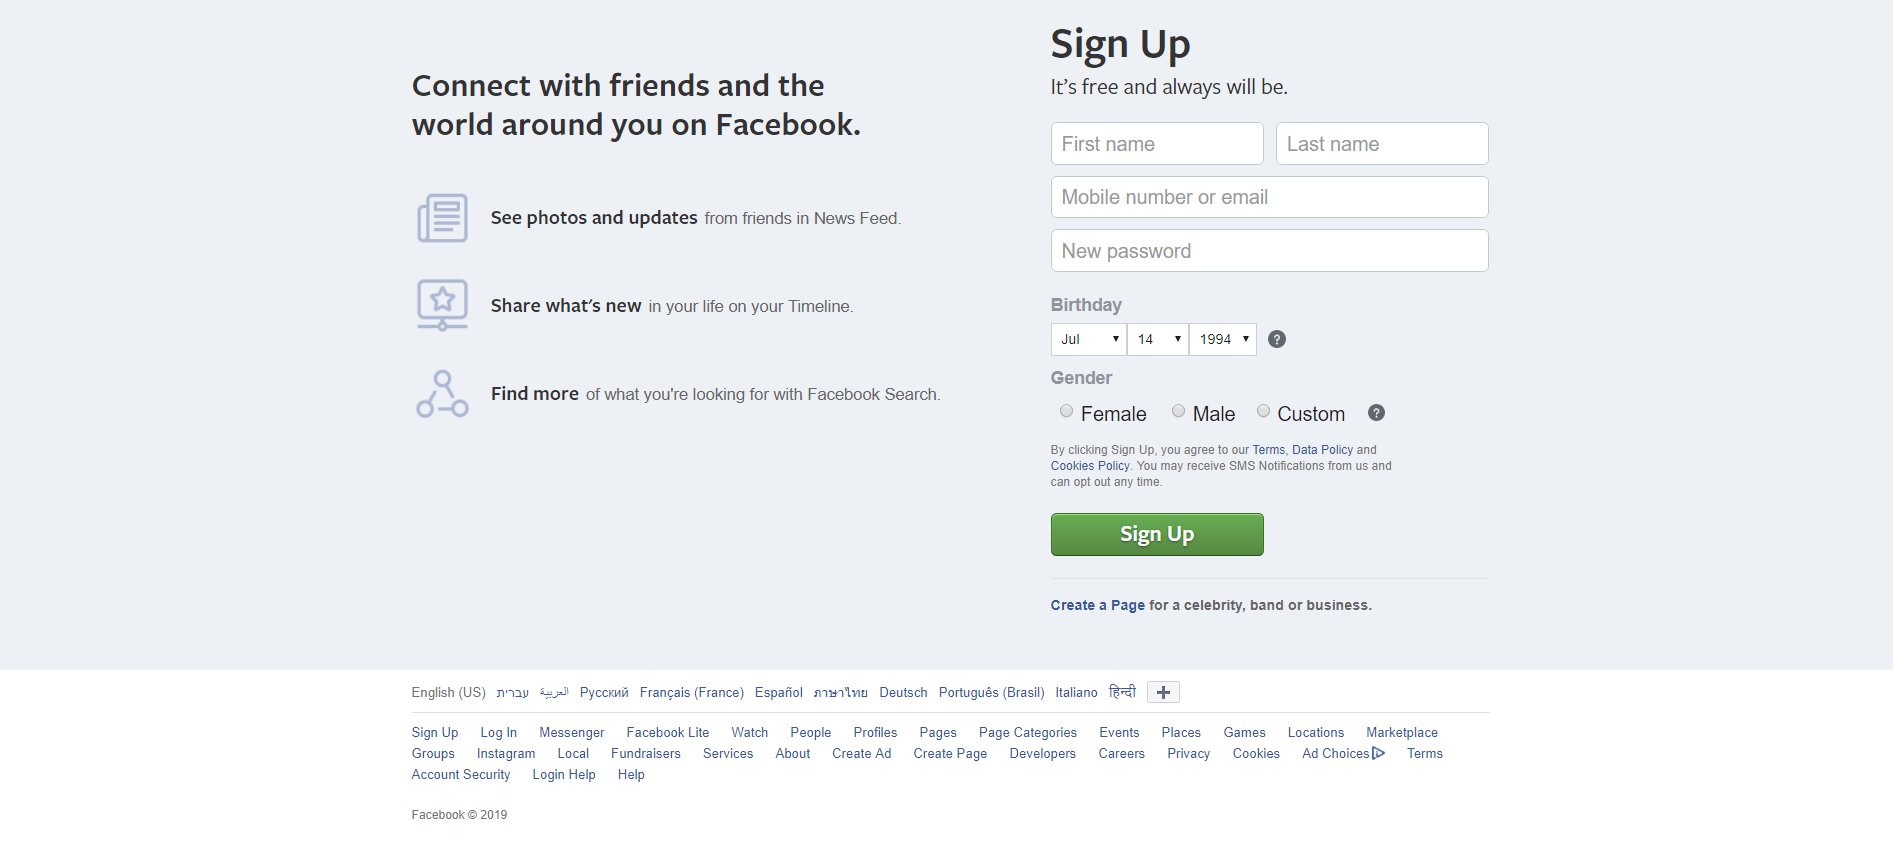 Connect with friends and the
world around you on Facebook.
See photos and updates from friends in News Feed.
Share what's new in your life on your Timeline.
Find more of what you're looking for with Facebook Search.
Sign Up
It's free and always will be.
First name Last name
Mobile number or email
New password
Birthday
Jul 14 1994 ?
Gender
Female Male Custom ?
By clicking Sign Up, you agree to our Terms, Data Policy and
Cookies Policy. You may receive SMS Notifications from us and
can opt out any time.
Sign Up
Create a Page for a celebrity, band or business.
English (US) עברית العربية Русский Français (France) Español ภาษาไทย Deutsch Português (Brasil) Italiano हिन्दी
Sign Up Log In Messenger Facebook Lite Watch People Profiles Pages Page Categories Events Places Games Locations Marketplace
Groups Instagram Local Fundraisers Services About Create Ad Create Page Developers Careers Privacy Cookies Ad Choices Terms
Account Security Login Help Help
Facebook © 2019